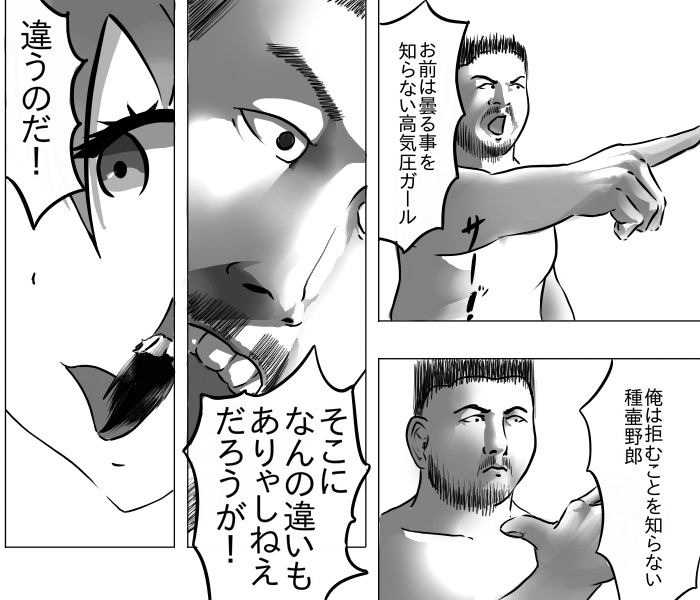 お前は曇る事を
知らない高気圧ガール
サ｜ビ
俺は拒むことを知らない
種壷野郎
そこに
なんの違いも
ありゃしねえ
だろうが！
違うのだ！